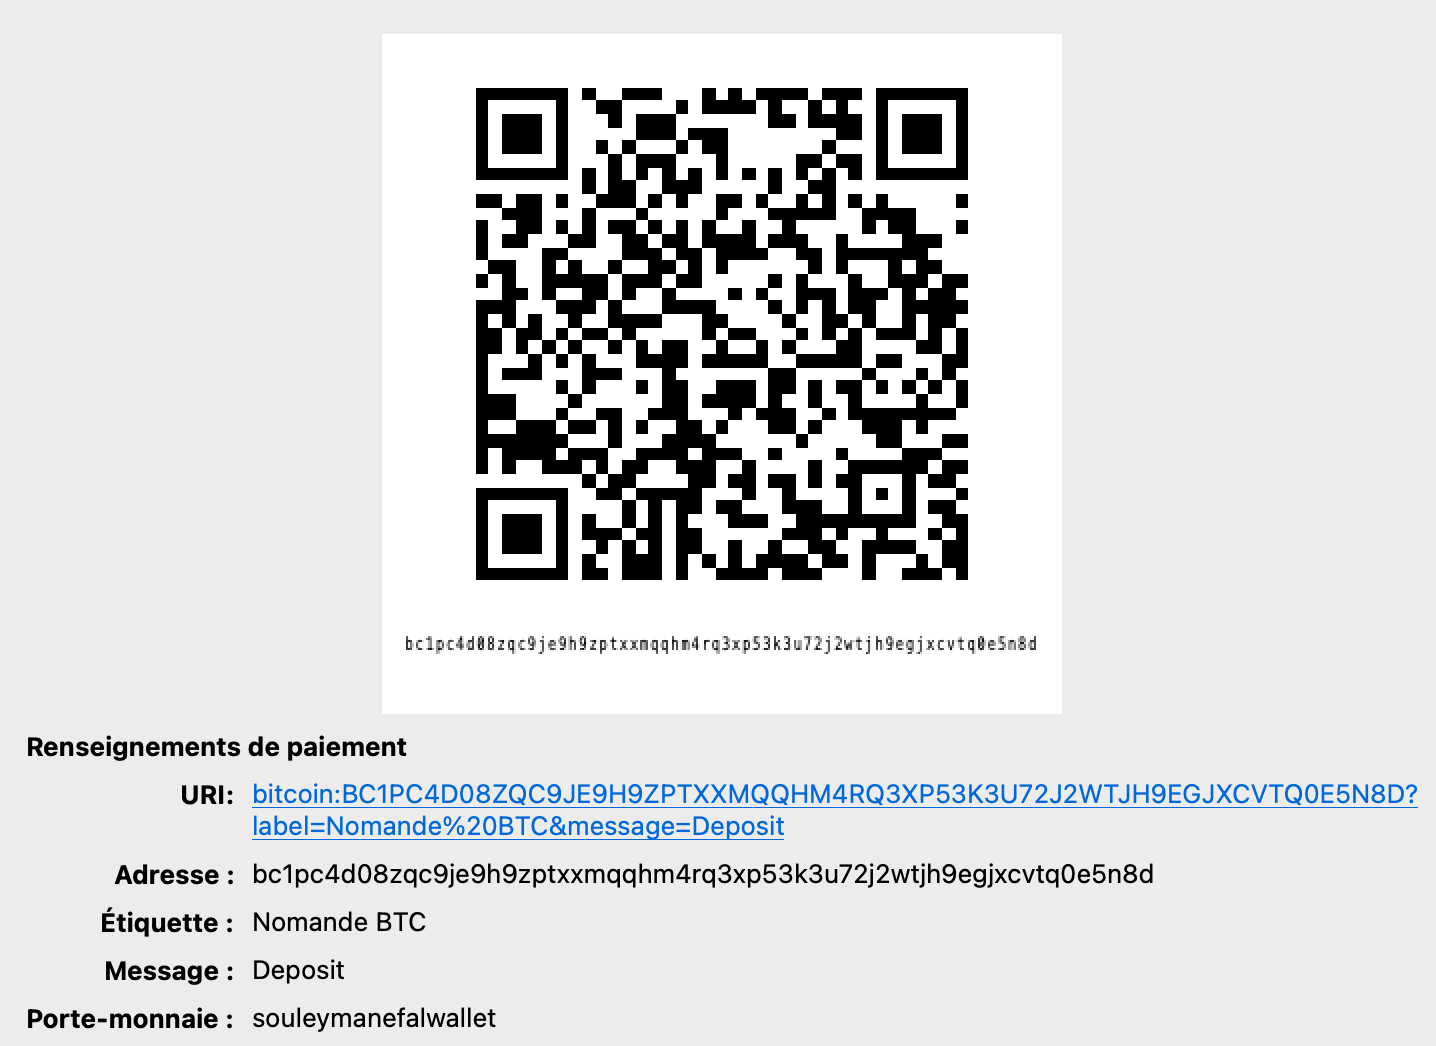 bc1pc4d08zqc9je9h9zptxxmqqhm4rq3xp53k3u72j2wtjh9egjxcvtq0e5n8d
Renseignements de paiement
URI: bitcoin:BC1PC4D08ZQC9JE9H9ZPTXXMQQHM4RQ3XP53K3U72J2WTJH9EGJXCVTQ0E5N8D?
label=Nomande%20BTC&message=Deposit
Adresse : bc1pc4d08zqc9je9h9zptxxmqqhm4rq3xp53k3u72j2wtjh9egjxcvtq0e5n8d
Étiquette : Nomande BTC
Message : Deposit
Porte-monnaie : souleymanefalwallet